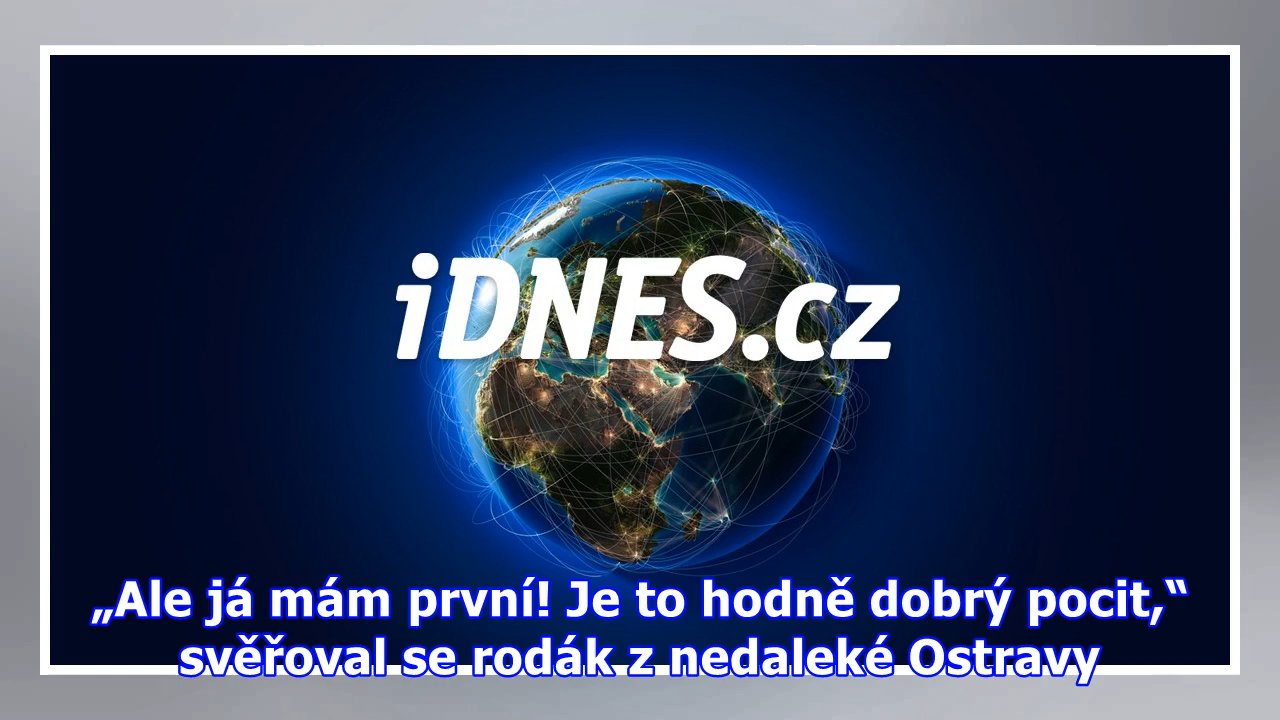 iDNES.cz
„Ale já mám první! Je to hodně dobrý pocit,“
svěřoval se rodák z nedaleké Ostravy